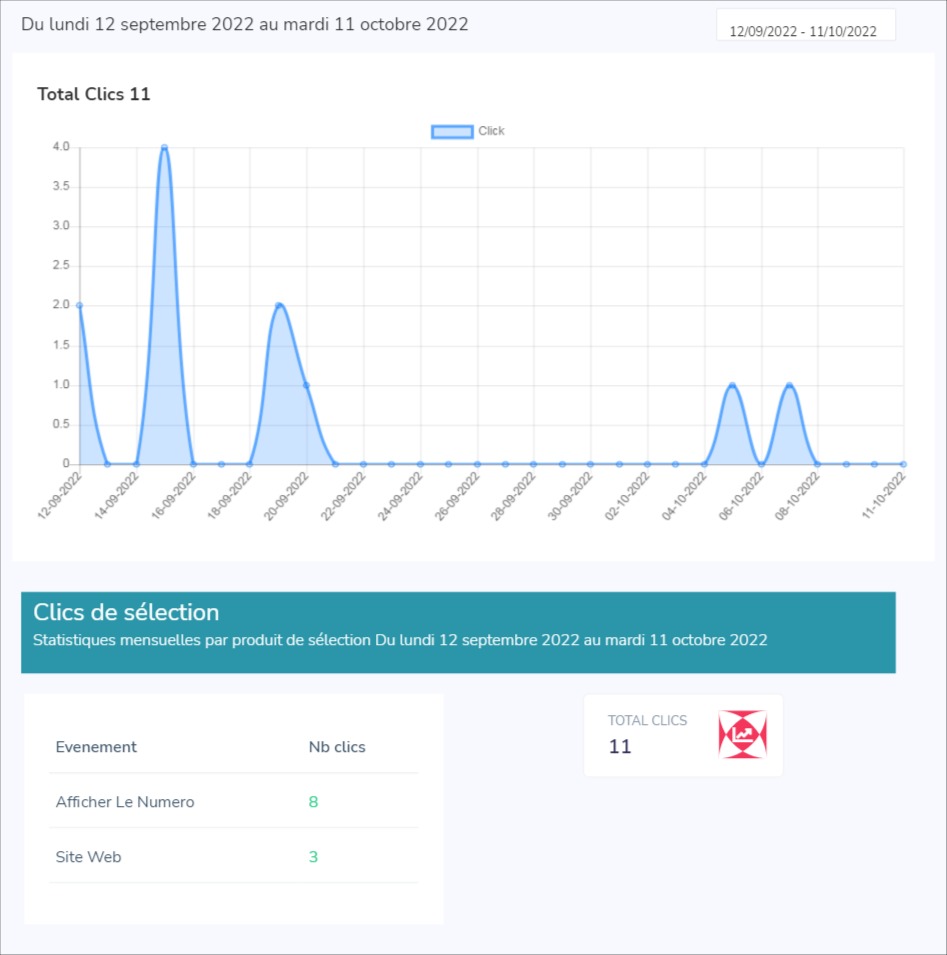 Du lundi 12 septembre 2022 au mardi 11 octobre 2022
12/09/2022 - 11/10/2022
Total Clics 11
Click
4.0
3.5
3.0
2.5
2.0
1.5
1.0
0.5
0
12-09-2022
14-09-2022
16-09-2022
18-09-2022
20-09-2022
22-09-2022
24-09-2022
26-09-2022
28-09-2022
30-09-2022
02-10-2022
04-10-2022
06-10-2022
08-10-2022
11-10-2022
Clics de sélection
Statistiques mensuelles par produit de sélection Du lundi 12 septembre 2022 au mardi 11 octobre 2022
Evenement Nb clics
Afficher Le Numero 8
Site Web 3
TOTAL CLICS
11